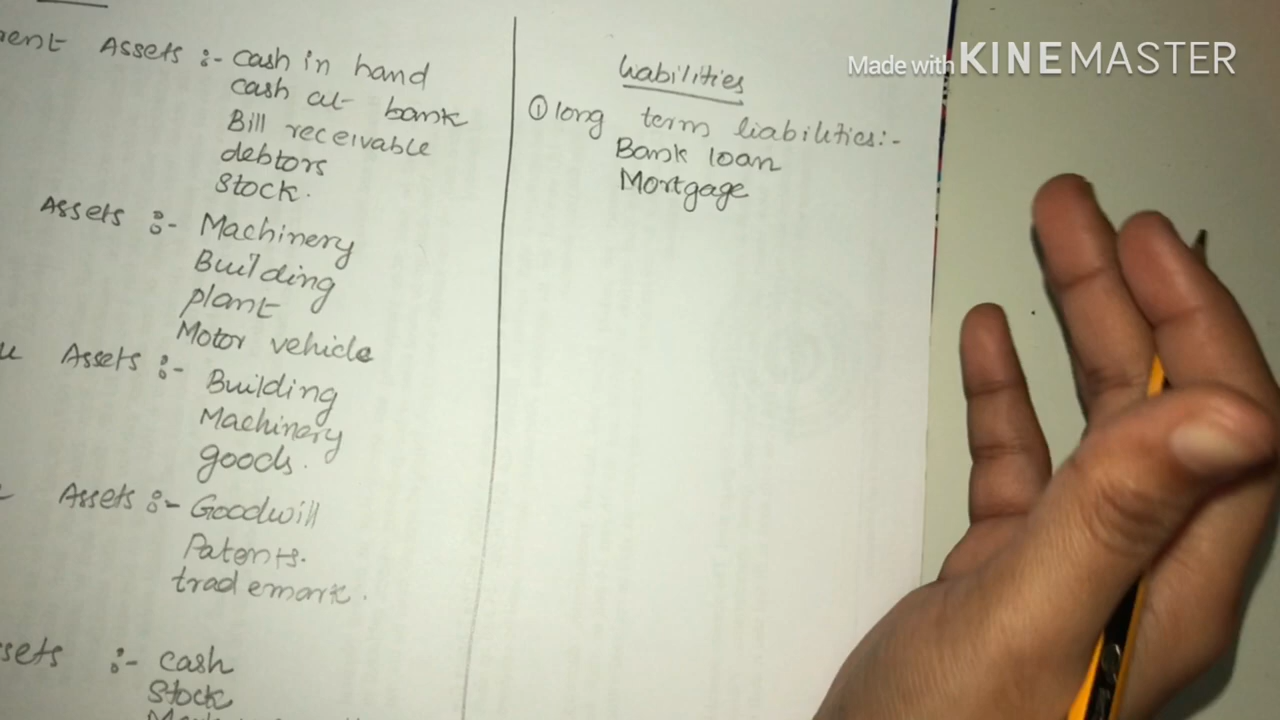 Assets :- cash in hand
cash at bank
Bill receivable
debtors
Stock.
Assets :- Machinery
Building
plant
Motor vehicle
Assets :-
Building
Machinery
goods.
Assets :- Goodwill
Patents.
trademark.
:- cash
Stock
liabilities
① long term liabilities:-
Bank loan
Mortgage
Made with KINEMASTER